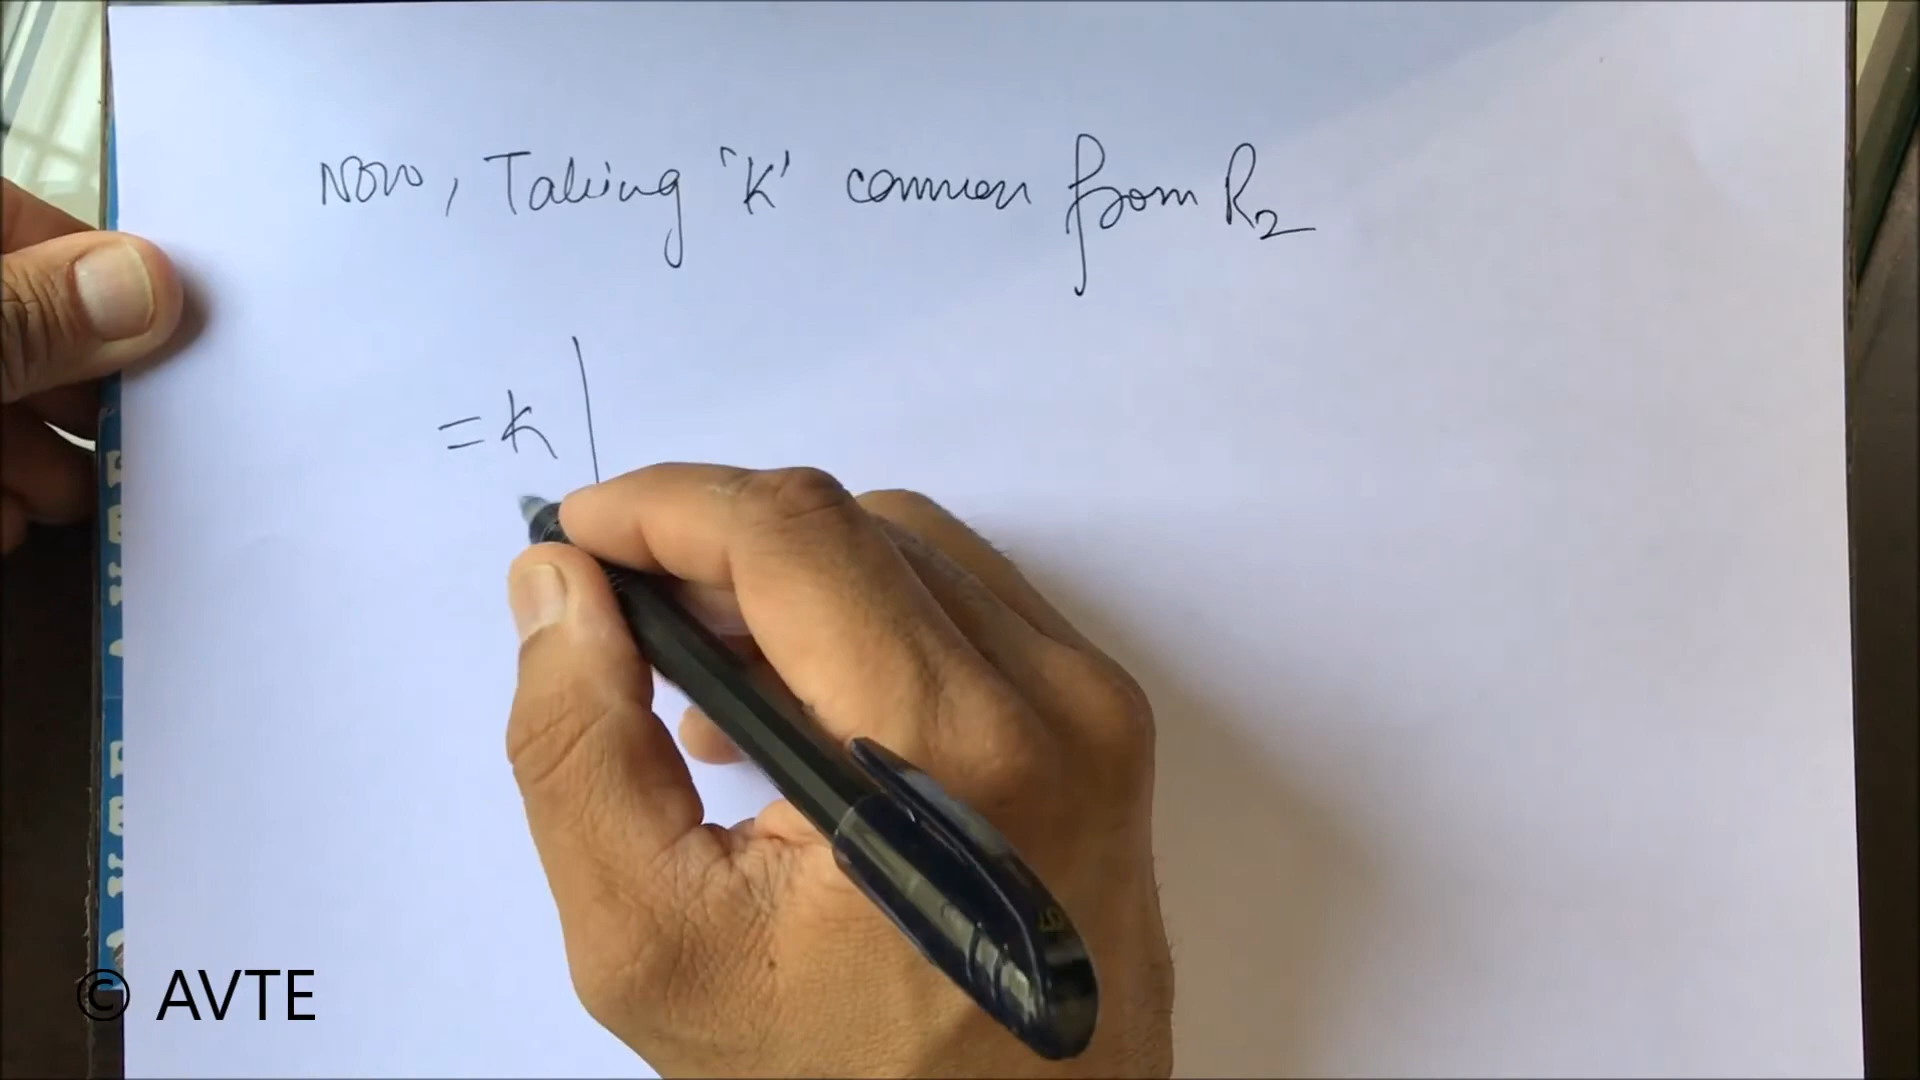 Now, Taking 'K' common from R₂
= K |
© AVTE